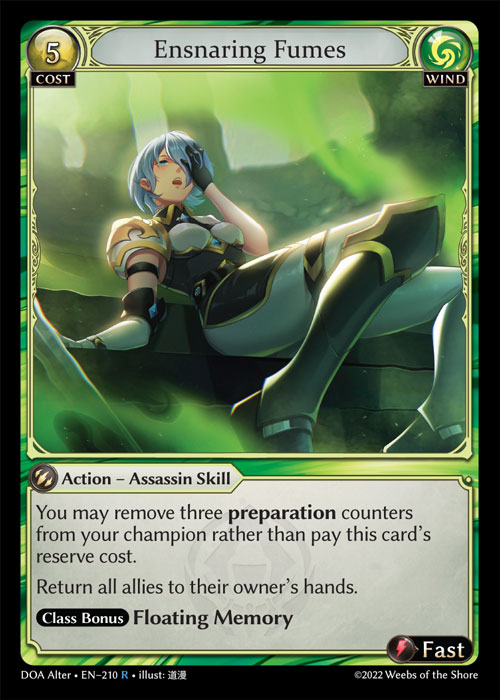 5
COST
Ensnaring Fumes
WIND
Action – Assassin Skill
You may remove three preparation counters
from your champion rather than pay this card's
reserve cost.
Return all allies to their owner's hands.
Class Bonus Floating Memory
Fast
DOA Alter • EN–210 R • illust: 道漫
©2022 Weebs of the Shore